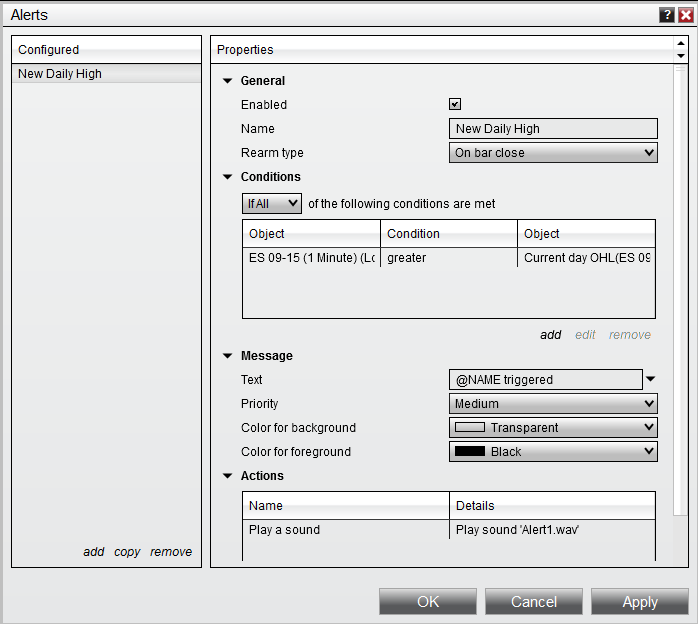 Alerts
?
Configured
New Daily High
add copy remove
Properties
General
Enabled
Name New Daily High
Rearm type On bar close
Conditions
If All of the following conditions are met
Object Condition Object
ES 09-15 (1 Minute) (Lo greater Current day OHL(ES 09
add edit remove
Message
Text @NAME triggered
Priority Medium
Color for background Transparent
Color for foreground Black
Actions
Name Details
Play a sound Play sound 'Alert1.wav'
OK Cancel Apply